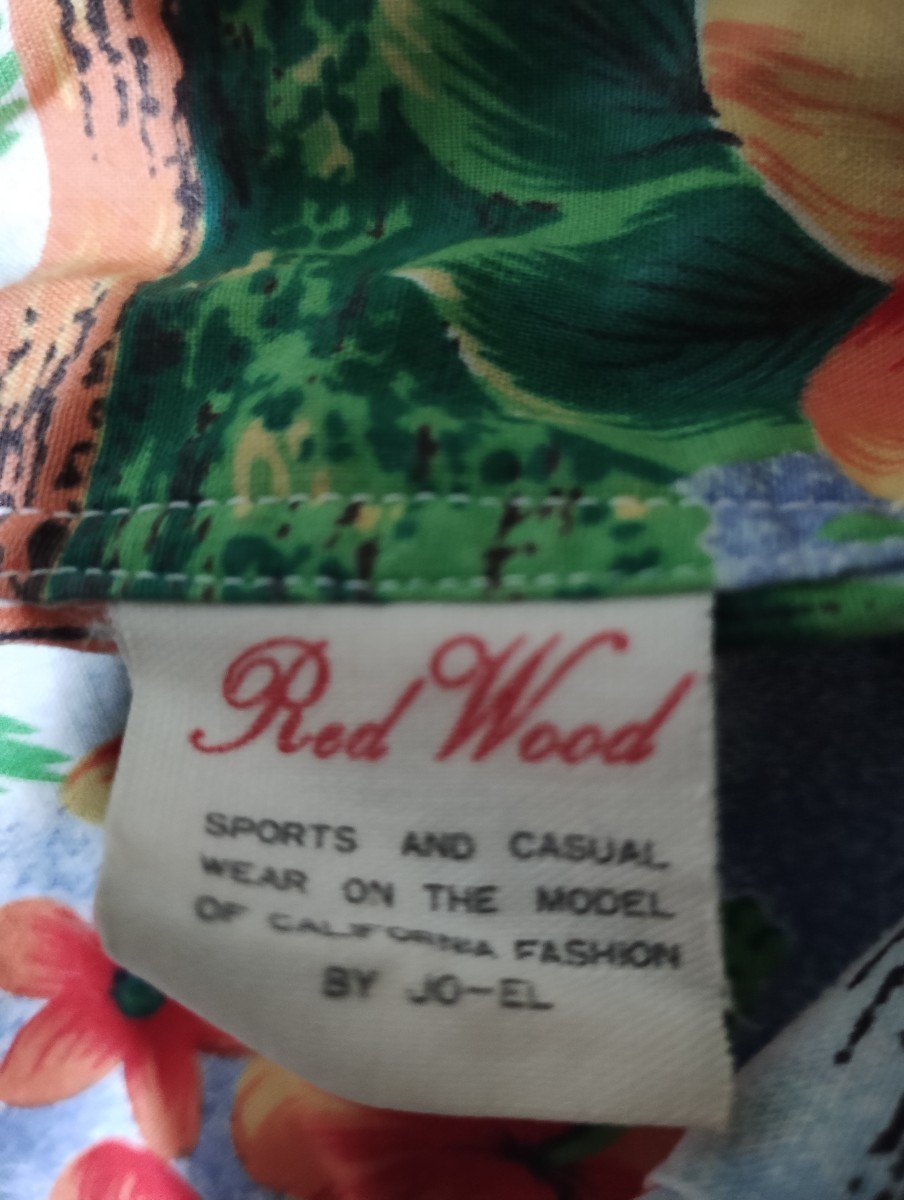 Red Wood
SPORTS AND CASUAL
WEAR ON THE MODEL
OF CALIFORNIA FASHION
BY JO-EL